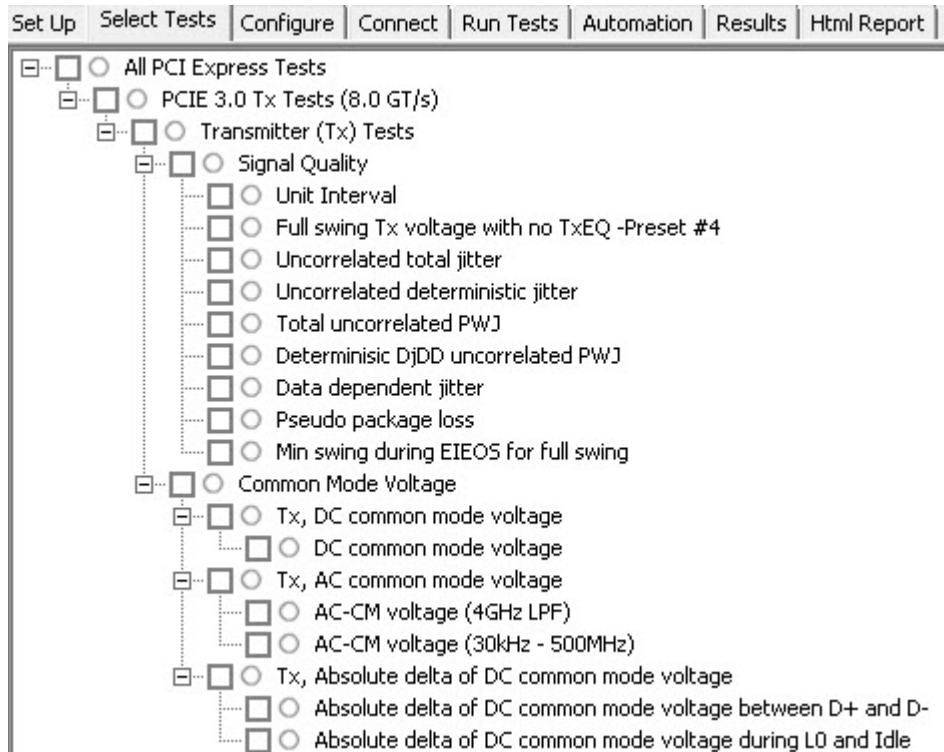 Set Up Select Tests Configure Connect Run Tests Automation Results Html Report
All PCI Express Tests
PCIE 3.0 Tx Tests (8.0 GT/s)
Transmitter (Tx) Tests
Signal Quality
Unit Interval
Full swing Tx voltage with no TxEQ -Preset #4
Uncorrelated total jitter
Uncorrelated deterministic jitter
Total uncorrelated PWJ
Determinisic DjDD uncorrelated PWJ
Data dependent jitter
Pseudo package loss
Min swing during EIEOS for full swing
Common Mode Voltage
Tx, DC common mode voltage
DC common mode voltage
Tx, AC common mode voltage
AC-CM voltage (4GHz LPF)
AC-CM voltage (30kHz - 500MHz)
Tx, Absolute delta of DC common mode voltage
Absolute delta of DC common mode voltage between D+ and D-
Absolute delta of DC common mode voltage during L0 and Idle